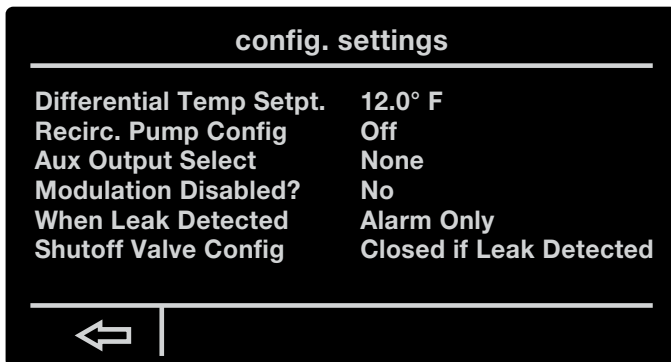 config. settings
Differential Temp Setpt. 12.0° F
Recirc. Pump Config Off
Aux Output Select None
Modulation Disabled? No
When Leak Detected Alarm Only
Shutoff Valve Config Closed if Leak Detected